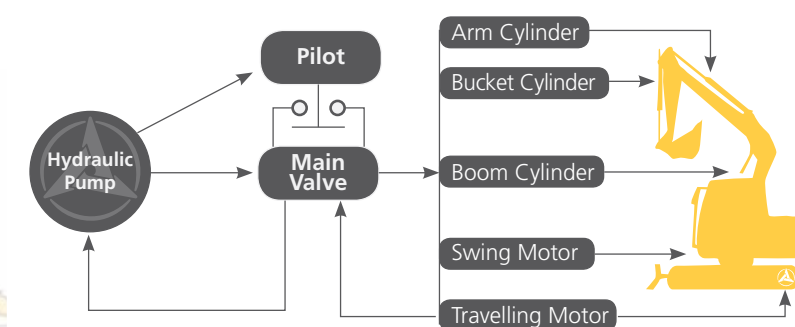 Arm Cylinder
Pilot
Bucket Cylinder
Hydraulic
Pump
Main
Valve
Boom Cylinder
Swing Motor
Travelling Motor